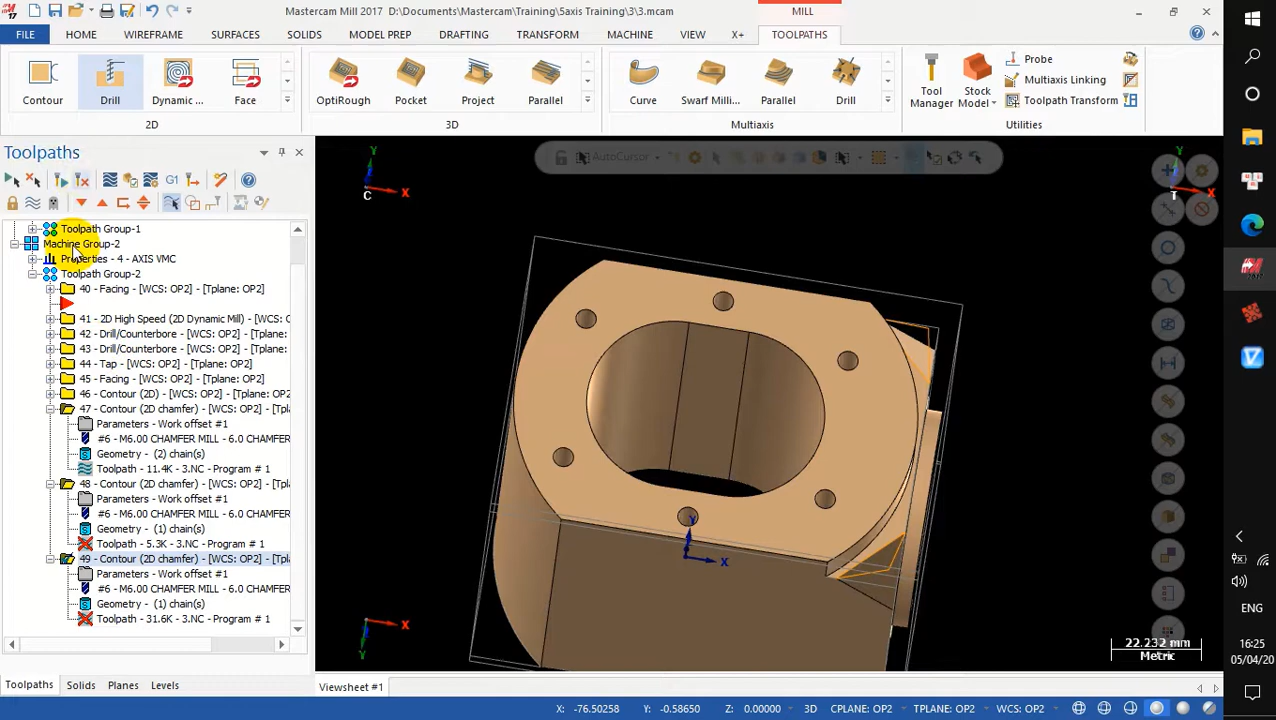 17
Mastercam Mill 2017 D:\Documents\Mastercam\Training\5axis Training\3\3.mcam
MILL
FILE HOME WIREFRAME SURFACES SOLIDS MODEL PREP DRAFTING TRANSFORM MACHINE VIEW X+ TOOLPATHS
Contour Drill Dynamic ... Face
2D
OptiRough Pocket Project Parallel
3D
Curve Swarf Milli... Parallel Drill
Multiaxis
Tool Manager Stock Model
Probe
Multiaxis Linking
Toolpath Transform
Utilities
Toolpaths
G1
AutoCursor
Toolpath Group-1
Machine Group-2
Properties - 4 - AXIS VMC
Toolpath Group-2
40 - Facing - [WCS: OP2] - [Tplane: OP2]
41 - 2D High Speed (2D Dynamic Mill) - [WCS: OP2]
42 - Drill/Counterbore - [WCS: OP2] - [Tplane:
43 - Drill/Counterbore - [WCS: OP2] - [Tplane:
44 - Tap - [WCS: OP2] - [Tplane: OP2]
45 - Facing - [WCS: OP2] - [Tplane: OP2]
46 - Contour (2D) - [WCS: OP2] - [Tplane: OP2]
47 - Contour (2D chamfer) - [WCS: OP2] - [Tpl
Parameters - Work offset #1
#6 - M6.00 CHAMFER MILL - 6.0 CHAMFER
Geometry - (2) chain(s)
Toolpath - 11.4K - 3.NC - Program # 1
48 - Contour (2D chamfer) - [WCS: OP2] - [Tpl
Parameters - Work offset #1
#6 - M6.00 CHAMFER MILL - 6.0 CHAMFER
Geometry - (1) chain(s)
Toolpath - 5.3K - 3.NC - Program # 1
49 - Contour (2D chamfer) - [WCS: OP2] - [Tpl
Parameters - Work offset #1
#6 - M6.00 CHAMFER MILL - 6.0 CHAMFER
Geometry - (1) chain(s)
Toolpath - 31.6K - 3.NC - Program # 1
Y
X
C
Y
X
T
Y
X
X
Y
22.232 mm
Metric
Toolpaths Solids Planes Levels
Viewsheet #1
X: -76.50258 Y: -0.58650 Z: 0.00000 3D CPLANE: OP2 TPLANE: OP2 WCS: OP2
ENG
16:25
05/04/20